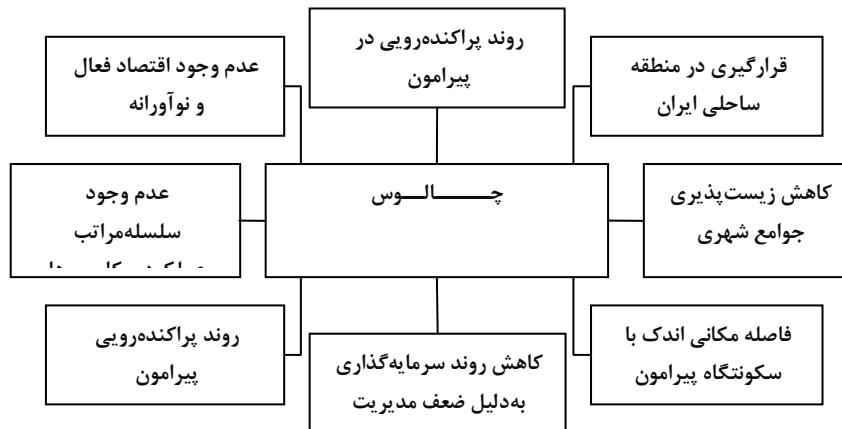 روند پراکنده‌رویی در
پیرامون
قرارگیری در منطقه
ساحلی ایران
عدم وجود اقتصاد فعال
و نوآورانه
کاهش زیست‌پذیری
جوامع شهری
چـــــالـــوس
عدم وجود
سلسله‌مراتب
فاصله مکانی اندک با
سکونتگاه پیرامون
کاهش روند سرمایه‌گذاری
به‌دلیل ضعف مدیریت
روند پراکنده‌رویی
پیرامون